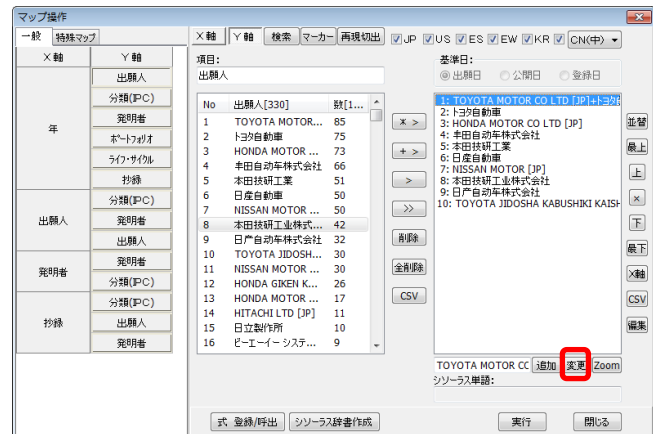 マップ操作
一般 特殊マップ
X軸 Y軸
年 出願人
分類(IPC)
発明者
ポートフォリオ
ライフ・サイクル
抄録
出願人 分類(IPC)
発明者
出願人
発明者 発明者
分類(IPC)
抄録 分類(IPC)
出願人
発明者
X軸 Y軸 検索 マーカー 再現切出 JP US ES EW KR CN(中)
項目:
出願人
基準日:
出願日 公開日 登録日
No 出願人[330] 数[1...
1 TOYOTA MOTOR... 85
2 トヨタ自動車 75
3 HONDA MOTOR ... 73
4 丰田自动车株式会社 66
5 本田技研工業 51
6 日産自動車 50
7 NISSAN MOTOR ... 50
8 本田技研工业株式... 42
9 日产自动车株式会社 32
10 TOYOTA JIDOSH... 30
11 NISSAN MOTOR ... 30
12 HONDA GIKEN K... 26
13 HONDA MOTOR ... 17
14 HITACHI LTD [JP] 11
15 日立製作所 10
16 ピーエーイー システ... 9
* >
+ >
>
>>
削除
全削除
CSV
1: TOYOTA MOTOR CO LTD [JP]+トヨタ
2: トヨタ自動車
3: HONDA MOTOR CO LTD [JP]
4: 丰田自动车株式会社
5: 本田技研工業
6: 日産自動車
7: NISSAN MOTOR [JP]
8: 本田技研工业株式会社
9: 日产自动车株式会社
10: TOYOTA JIDOSHA KABUSHIKI KAISH
並替
最上
上
×
下
最下
X軸
CSV
編集
TOYOTA MOTOR CC 追加 変更 Zoom
シソーラス単語:
式 登録/呼出 シソーラス辞書作成 実行 閉じる